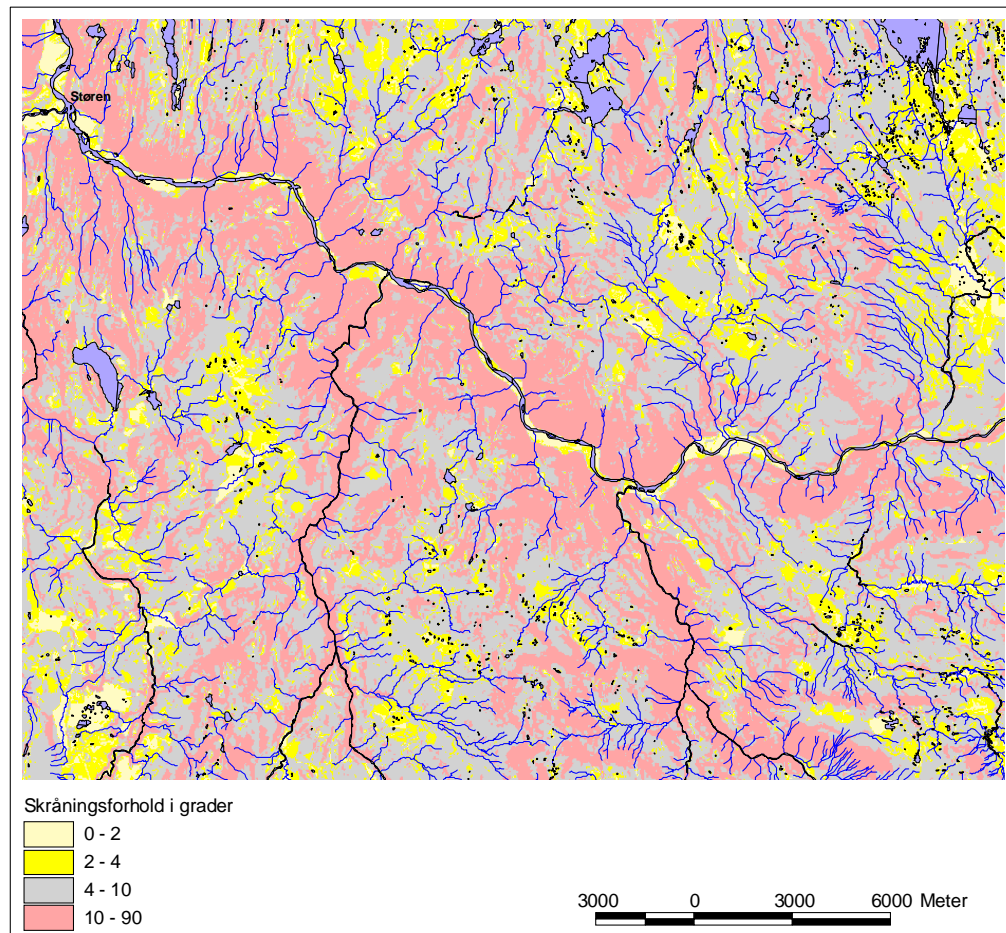 Støren
Skråningsforhold i grader
0 - 2
2 - 4
4 - 10
10 - 90
3000 0 3000 6000 Meter